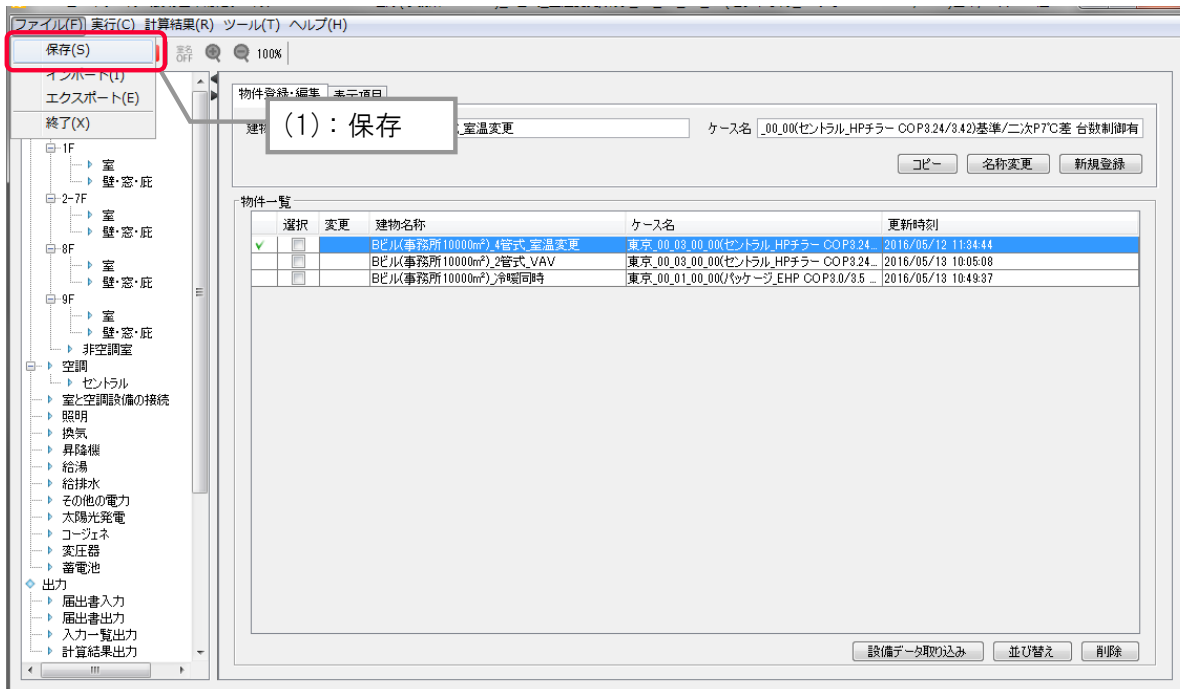 ファイル(F) 実行(C) 計算結果(R) ツール(T) ヘルプ(H)
保存(S)
室名 OFF 100%
インポート(I)
エクスポート(E)
終了(X)
(1)：保存
物件登録・編集 表示項目
室温変更
ケース名 _00_00(セントラル_HPチラー COP3.24/3.42)基準/二次P7℃差 台数制御有
コピー 名称変更 新規登録
1F
室
壁・窓・庇
2-7F
室
壁・窓・庇
8F
室
壁・窓・庇
9F
室
壁・窓・庇
非空調室
空調
セントラル
室と空調設備の接続
照明
換気
昇降機
給湯
給排水
その他の電力
太陽光発電
コージェネ
変圧器
蓄電池
出力
届出書入力
届出書出力
入力一覧出力
計算結果出力
物件一覧
選択 変更 建物名称 ケース名 更新時刻
Bビル(事務所10000㎡)_4管式_室温変更 東京_00_03_00_00(セントラル_HPチラー COP3.24... 2016/05/12 11:34:44
Bビル(事務所10000㎡)_2管式_VAV 東京_00_03_00_00(セントラル_HPチラー COP3.24... 2016/05/13 10:05:08
Bビル(事務所10000㎡)_冷暖同時 東京_00_01_00_00(パッケージ_EHP COP3.0/3.5 ... 2016/05/13 10:49:37
設備データ取り込み 並び替え 削除